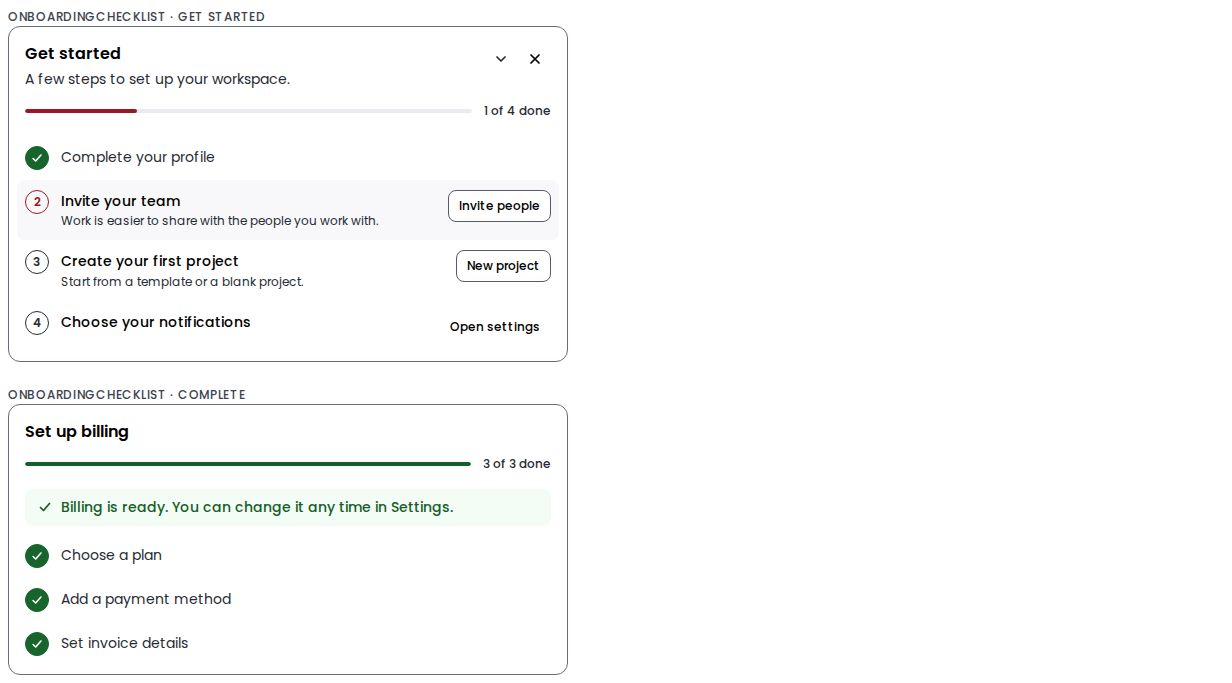 ONBOARDINGCHECKLIST · GET STARTED
Get started
A few steps to set up your workspace.
1 of 4 done
Complete your profile
2 Invite your team Invite people
Work is easier to share with the people you work with.
3 Create your first project New project
Start from a template or a blank project.
4 Choose your notifications Open settings
ONBOARDINGCHECKLIST · COMPLETE
Set up billing
3 of 3 done
Billing is ready. You can change it any time in Settings.
Choose a plan
Add a payment method
Set invoice details